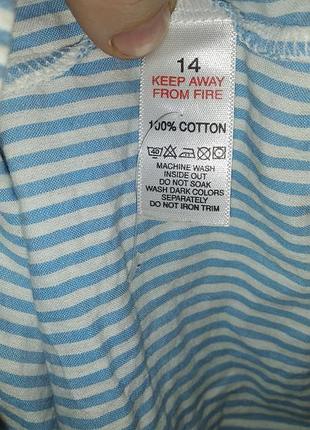 14
KEEP AWAY
FROM FIRE
100% COTTON
40
MACHINE WASH
INSIDE OUT
DO NOT SOAK
WASH DARK COLORS
SEPARATELY
DO NOT IRON TRIM